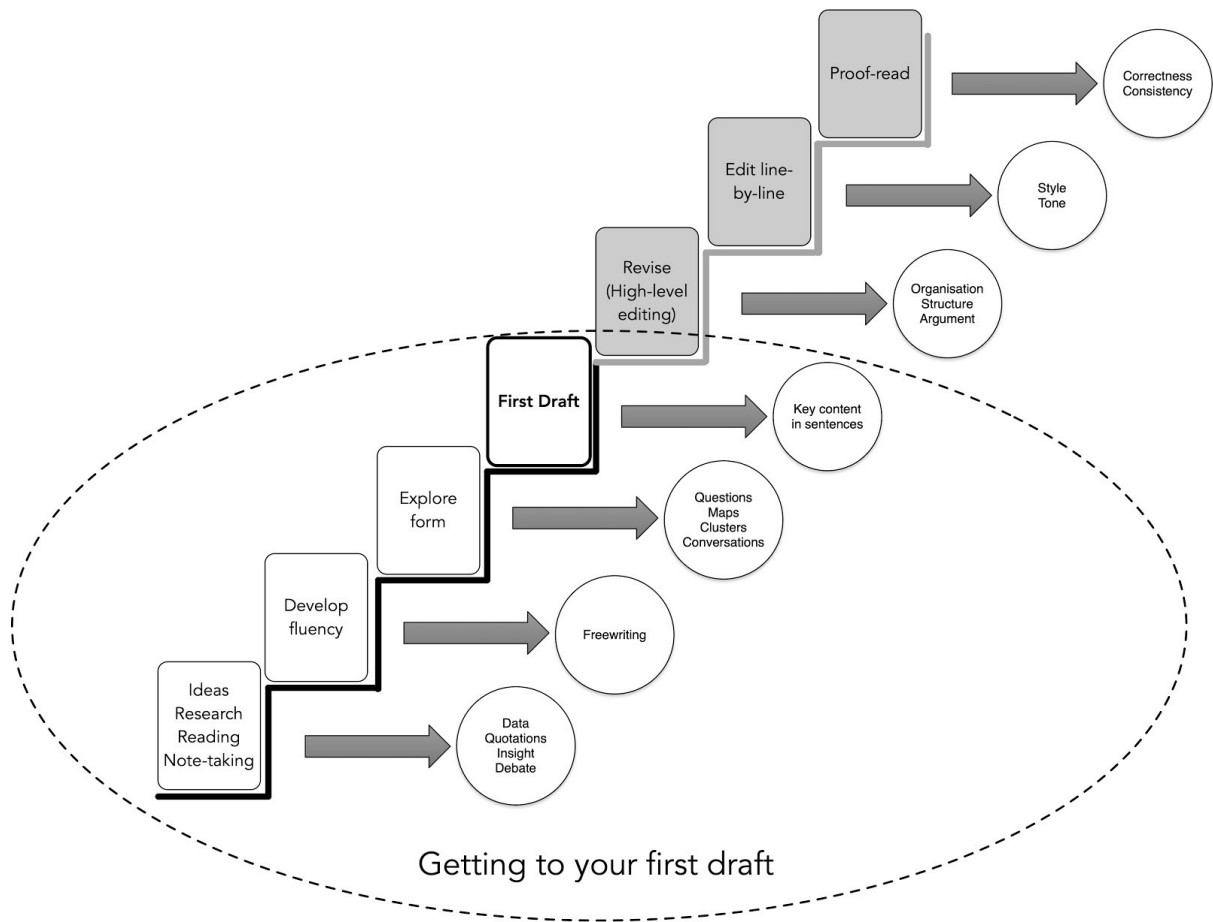 Proof-read
Correctness
Consistency
Edit line-
by-line
Style
Tone
Revise
(High-level
editing)
Organisation
Structure
Argument
First Draft
Key content
in sentences
Explore
form
Questions
Maps
Clusters
Conversations
Develop
fluency
Freewriting
Ideas
Research
Reading
Note-taking
Data
Quotations
Insight
Debate
Getting to your first draft